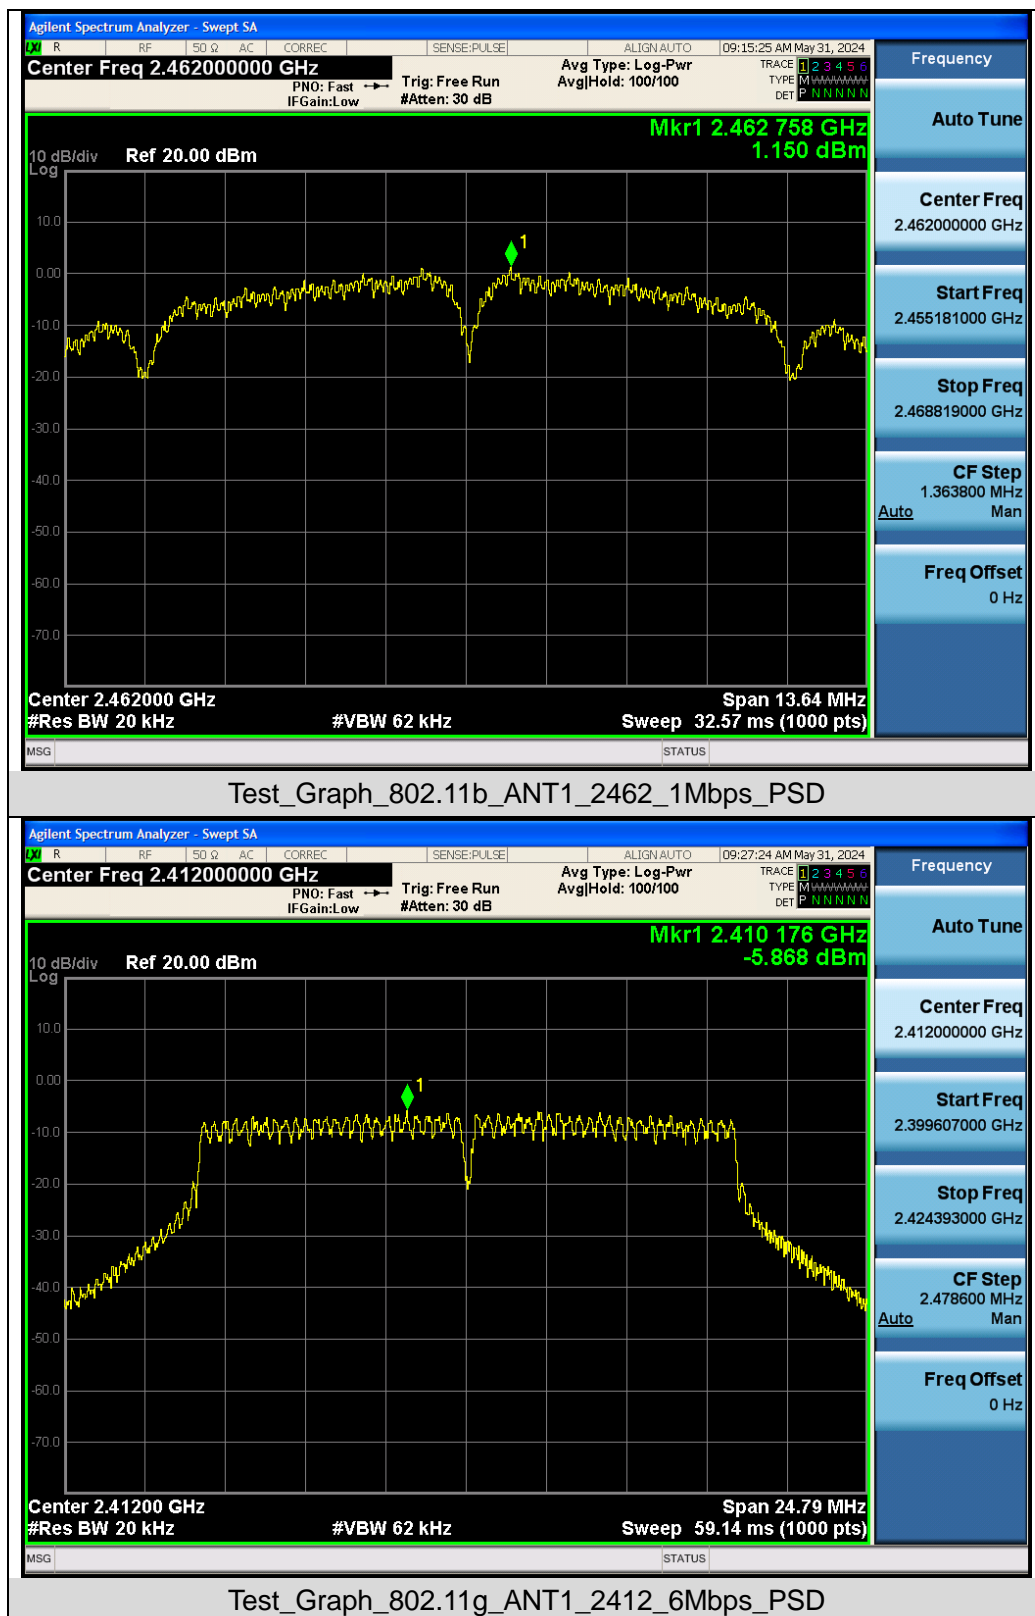 Agilent Spectrum Analyzer - Swept SA
LXI R RF 50 Ω AC CORREC SENSE:PULSE ALIGN AUTO 09:15:25 AM May 31, 2024
Center Freq 2.462000000 GHz
PNO: Fast
IFGain:Low
Trig: Free Run
#Atten: 30 dB
Avg Type: Log-Pwr
Avg|Hold: 100/100
TRACE 1 2 3 4 5 6
TYPE M W W W W W
DET P N N N N N
Mkr1 2.462 758 GHz
1.150 dBm
10 dB/div Ref 20.00 dBm
Log
10.0
1
0.00
-10.0
-20.0
-30.0
-40.0
-50.0
-60.0
-70.0
Center 2.462000 GHz Span 13.64 MHz
#Res BW 20 kHz #VBW 62 kHz Sweep 32.57 ms (1000 pts)
MSG STATUS
Frequency
Auto Tune
Center Freq
2.462000000 GHz
Start Freq
2.455181000 GHz
Stop Freq
2.468819000 GHz
CF Step
1.363800 MHz
Auto Man
Freq Offset
0 Hz
Test_Graph_802.11b_ANT1_2462_1Mbps_PSD
Agilent Spectrum Analyzer - Swept SA
LXI R RF 50 Ω AC CORREC SENSE:PULSE ALIGN AUTO 09:27:24 AM May 31, 2024
Center Freq 2.412000000 GHz
PNO: Fast
IFGain:Low
Trig: Free Run
#Atten: 30 dB
Avg Type: Log-Pwr
Avg|Hold: 100/100
TRACE 1 2 3 4 5 6
TYPE M W W W W W
DET P N N N N N
Mkr1 2.410 176 GHz
-5.868 dBm
10 dB/div Ref 20.00 dBm
Log
10.0
0.00
1
-10.0
-20.0
-30.0
-40.0
-50.0
-60.0
-70.0
Center 2.41200 GHz Span 24.79 MHz
#Res BW 20 kHz #VBW 62 kHz Sweep 59.14 ms (1000 pts)
MSG STATUS
Frequency
Auto Tune
Center Freq
2.412000000 GHz
Start Freq
2.399607000 GHz
Stop Freq
2.424393000 GHz
CF Step
2.478600 MHz
Auto Man
Freq Offset
0 Hz
Test_Graph_802.11g_ANT1_2412_6Mbps_PSD